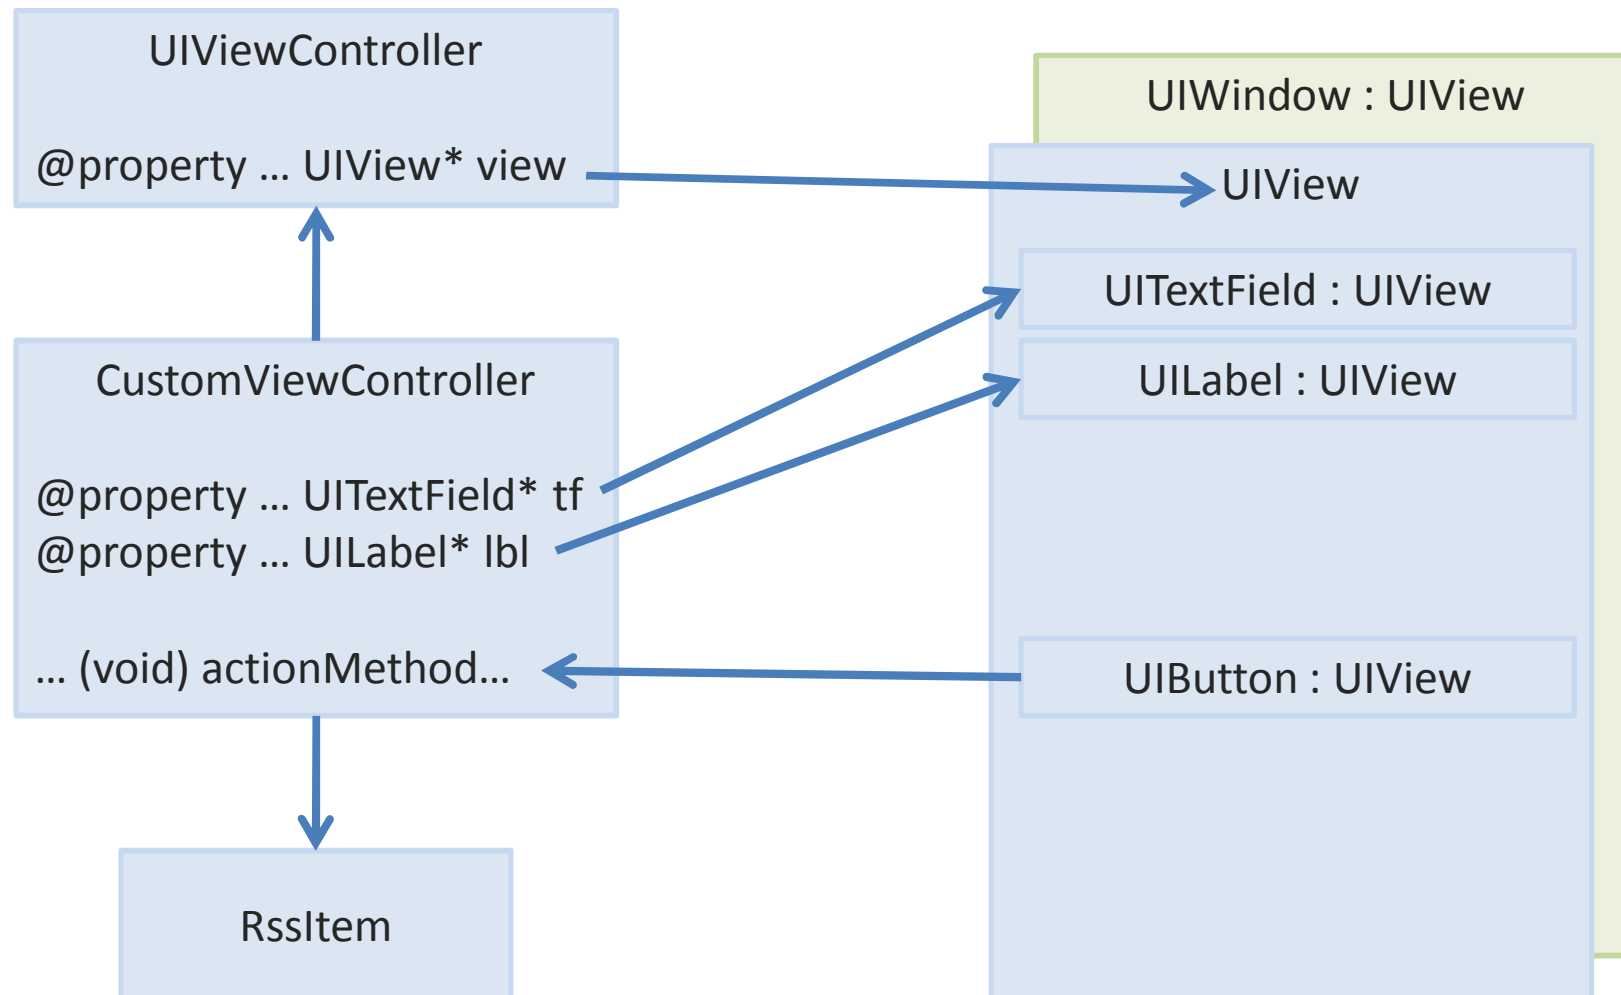 UIViewController
@property ... UIView* view
CustomViewController
@property ... UITextField* tf
@property ... UILabel* lbl
... (void) actionMethod...
RssItem
UIWindow : UIView
UIView
UITextField : UIView
UILabel : UIView
UIButton : UIView